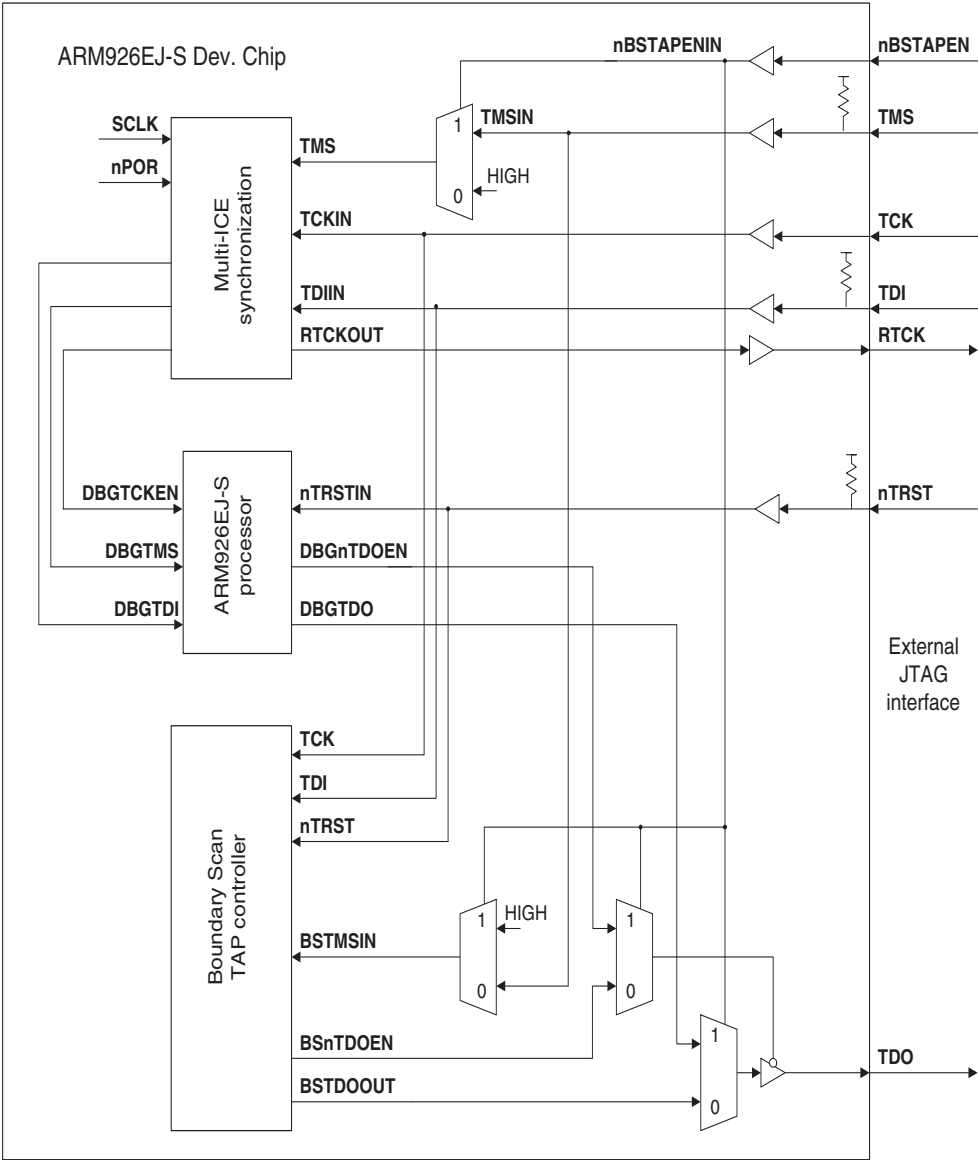 ARM926EJ-S Dev. Chip
nBSTAPENIN
nBSTAPEN
SCLK
nPOR
Multi-ICE
synchronization
TMS
1
0
TMSIN
HIGH
TMS
TCKIN
TCK
TDIIN
TDI
RTCKOUT
RTCK
DBGTCKEN
DBGTMS
DBGTDI
ARM926EJ-S
processor
nTRSTIN
nTRST
DBGnTDOEN
DBGTDO
External
JTAG
interface
Boundary Scan
TAP controller
TCK
TDI
nTRST
BSTMSIN
1
0
HIGH
1
0
BSnTDOEN
BSTDOOUT
1
0
TDO